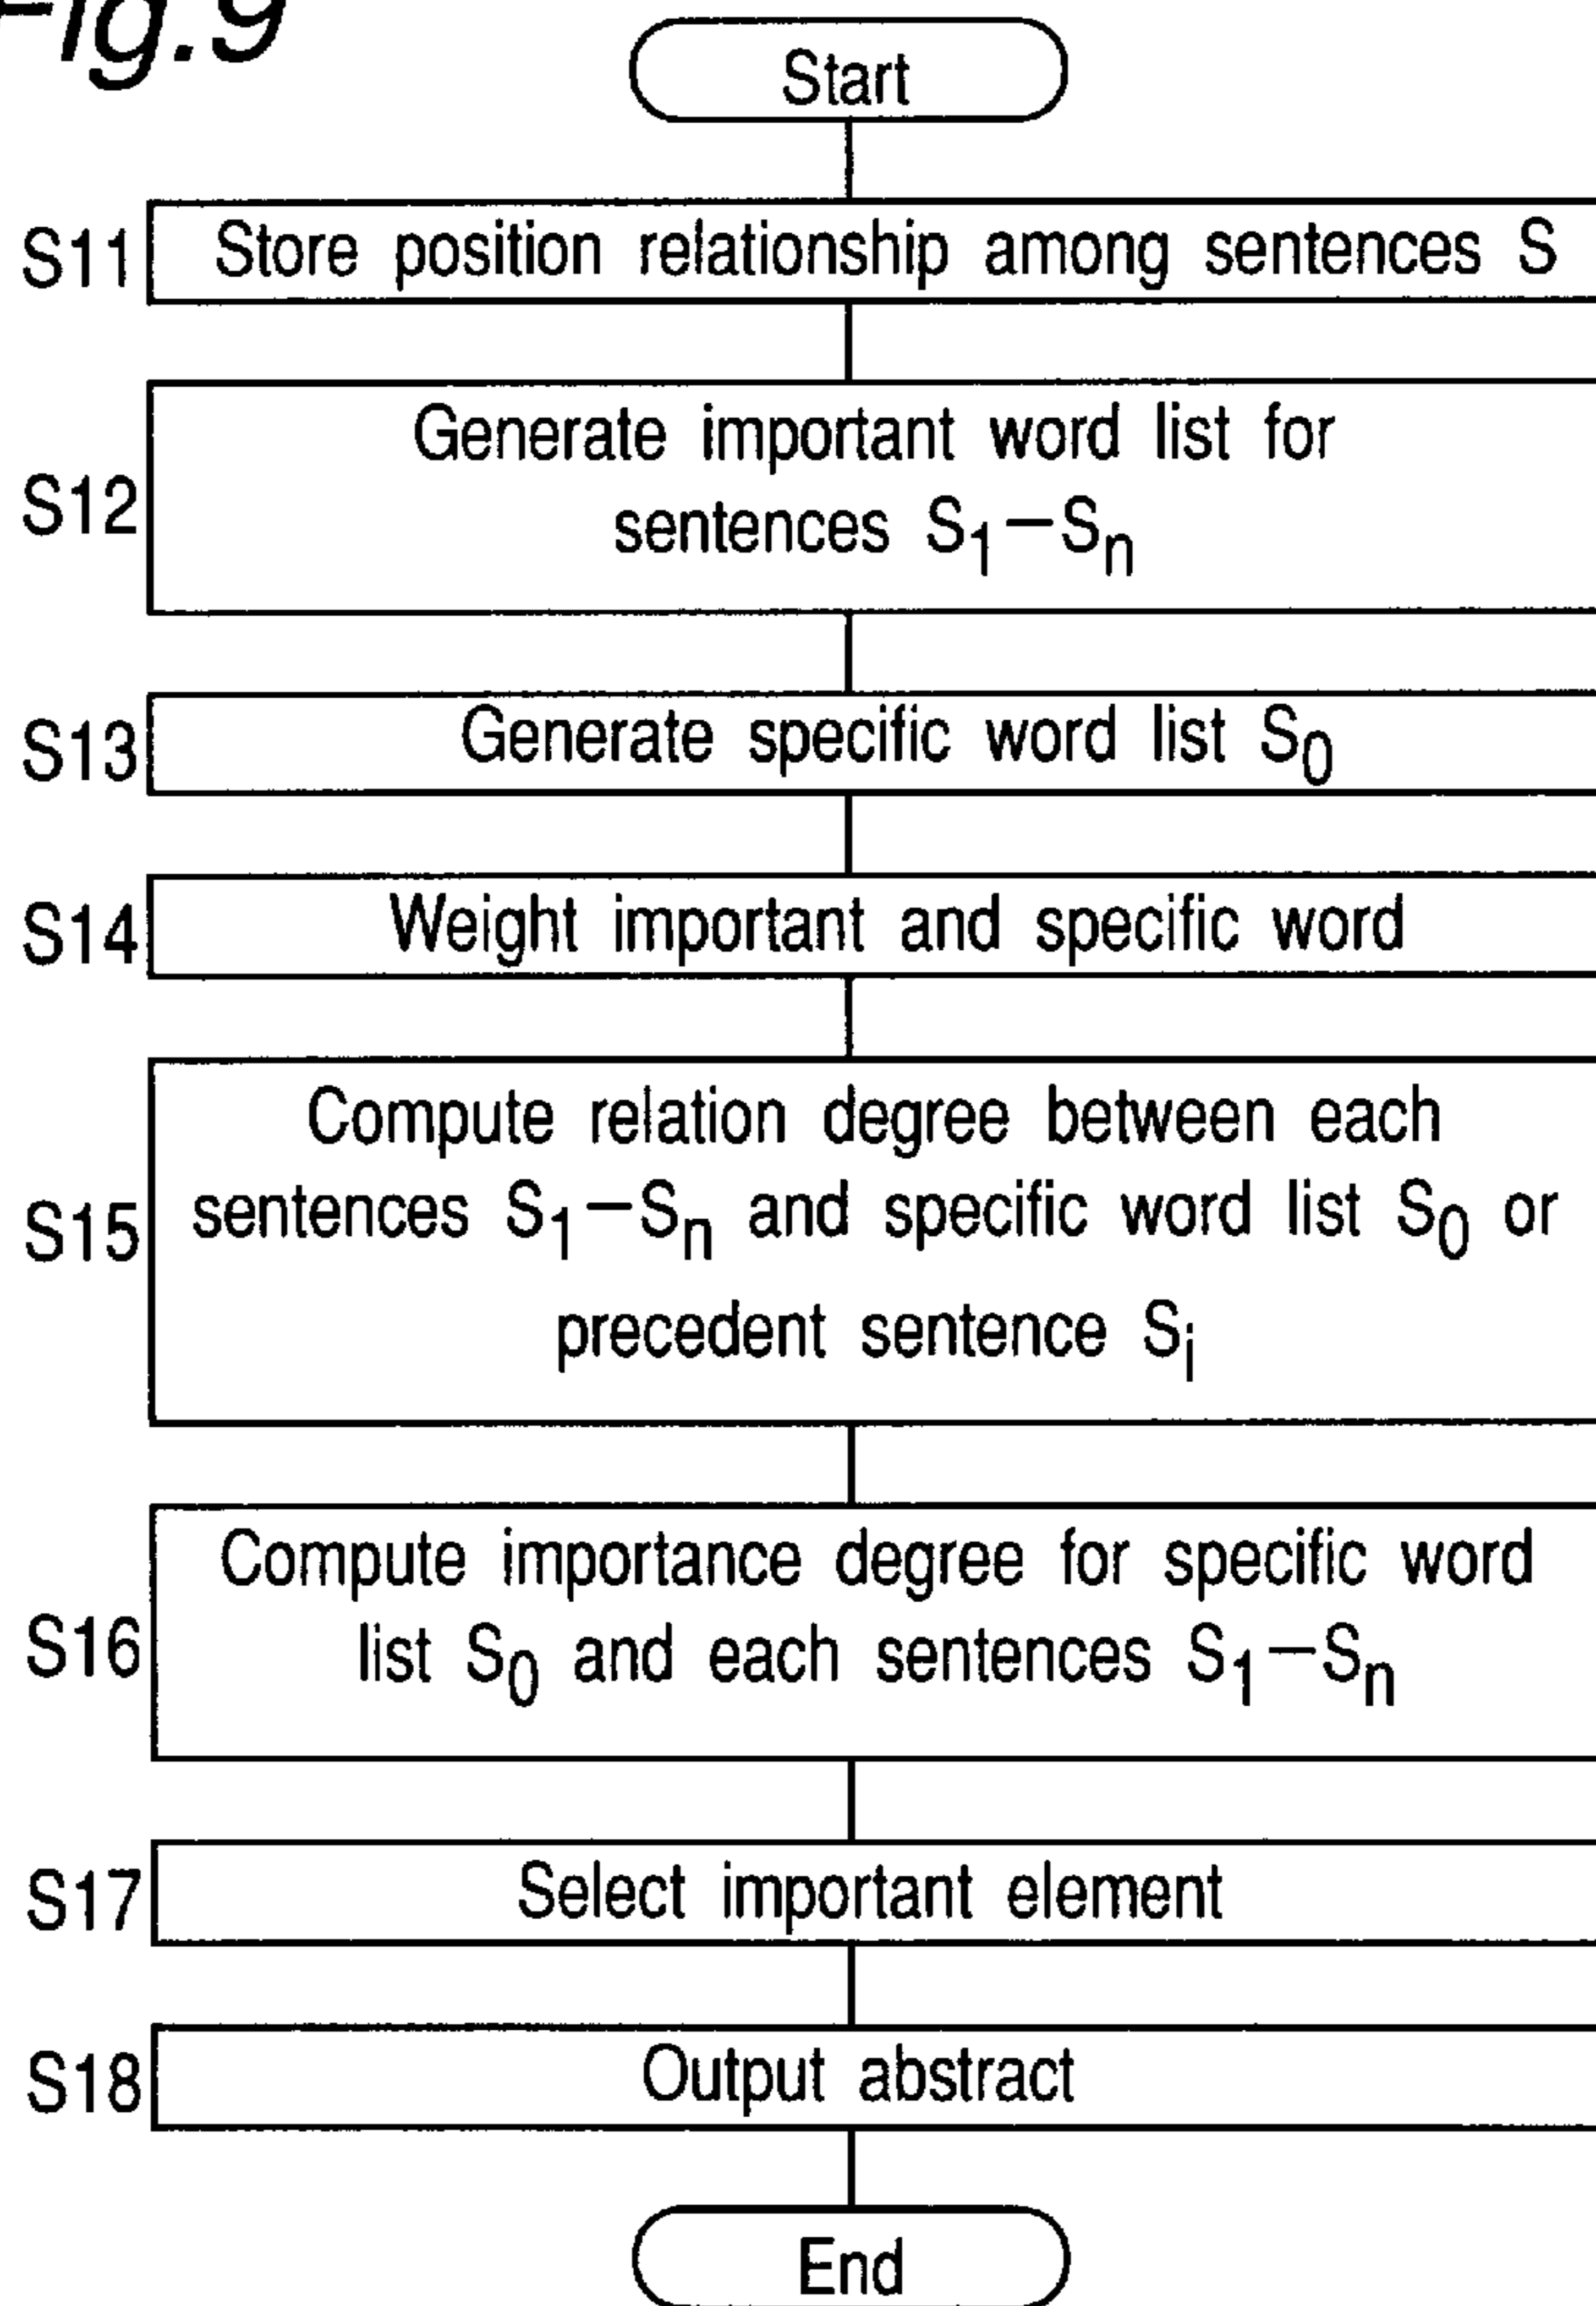 Fig.9
Start
S11 Store position relationship among sentences S
Generate important word list for
S12
sentences S₁–Sₙ
S13 Generate specific word list S₀
S14 Weight important and specific word
Compute relation degree between each
S15 sentences S₁–Sₙ and specific word list S₀ or
precedent sentence Sᵢ
Compute importance degree for specific word
S16 list S₀ and each sentences S₁–Sₙ
S17 Select important element
S18 Output abstract
End